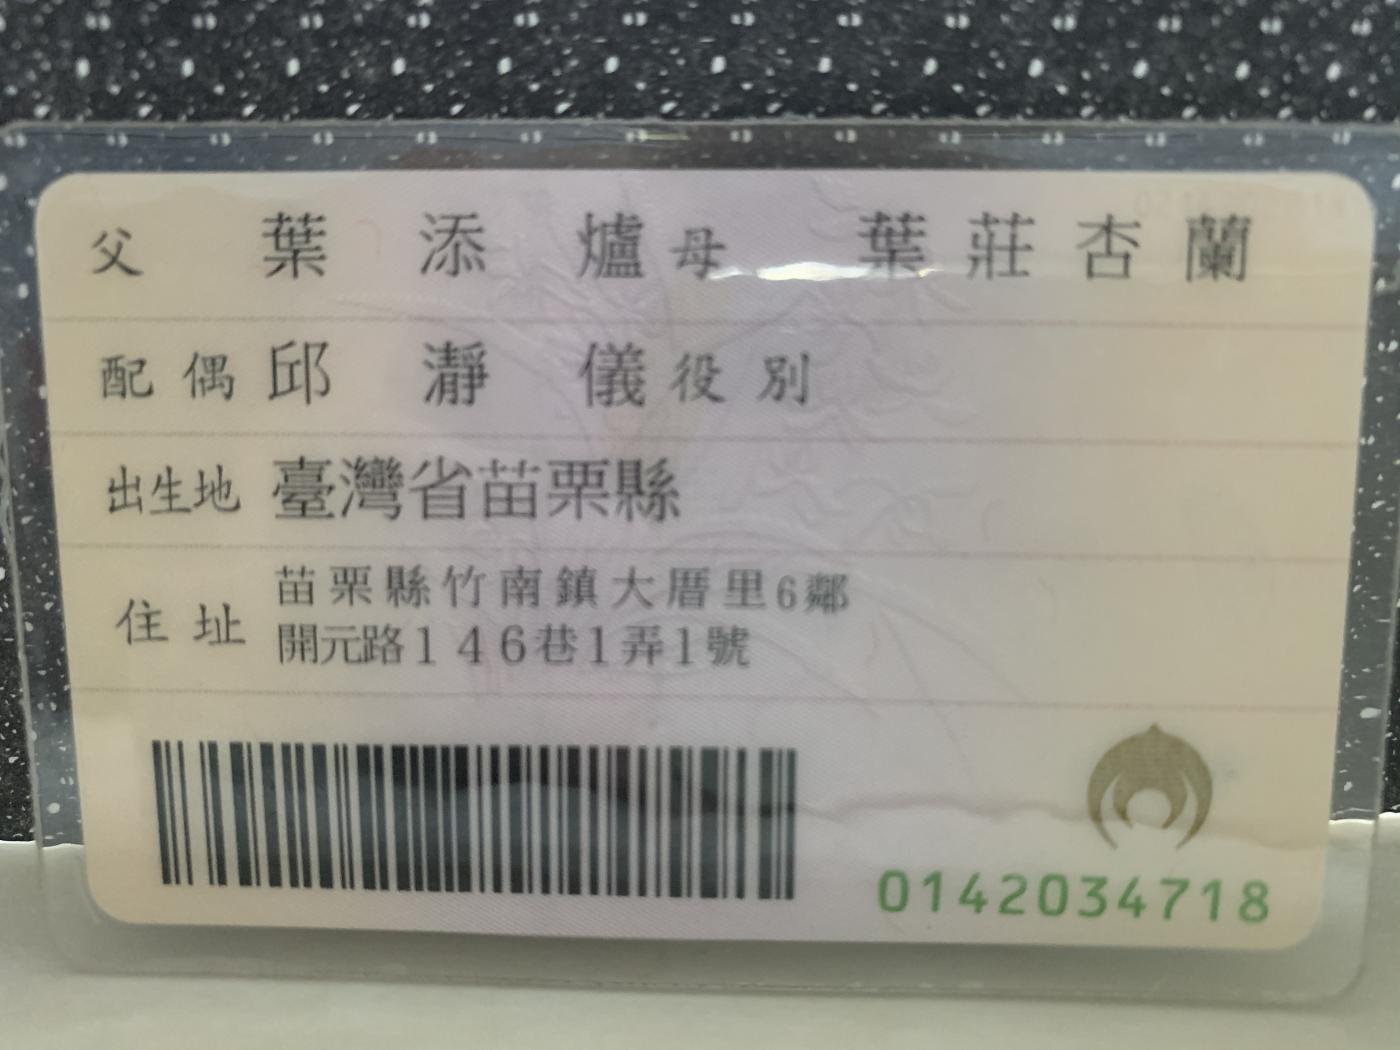 父 葉添爐 母 葉莊杏蘭
配偶 邱瀞儀 役別
出生地 臺灣省苗栗縣
住址 苗栗縣竹南鎮大厝里6鄰
開元路146巷1弄1號
0142034718